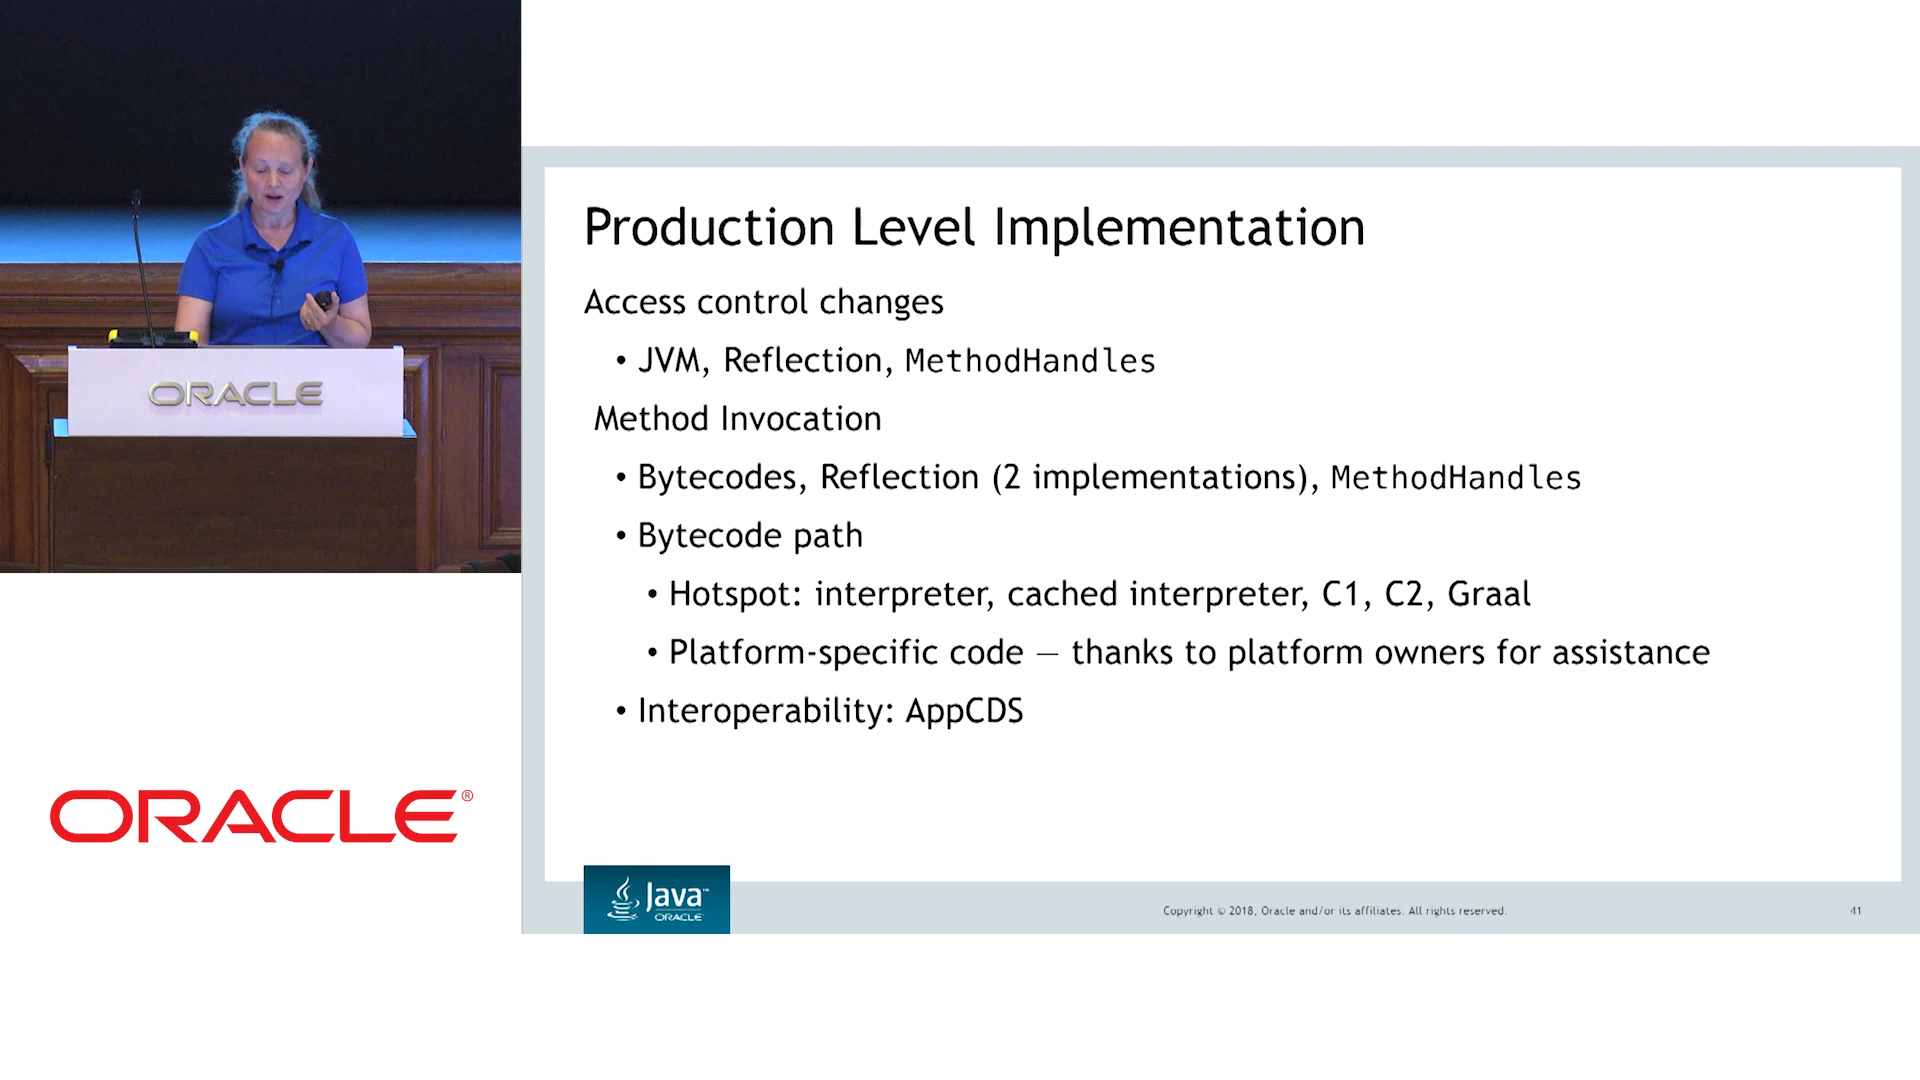 ORACLE
ORACLE®
Production Level Implementation
Access control changes
• JVM, Reflection, MethodHandles
Method Invocation
• Bytecodes, Reflection (2 implementations), MethodHandles
• Bytecode path
• Hotspot: interpreter, cached interpreter, C1, C2, Graal
• Platform-specific code — thanks to platform owners for assistance
• Interoperability: AppCDS
Java™
ORACLE
Copyright © 2018, Oracle and/or its affiliates. All rights reserved.
41